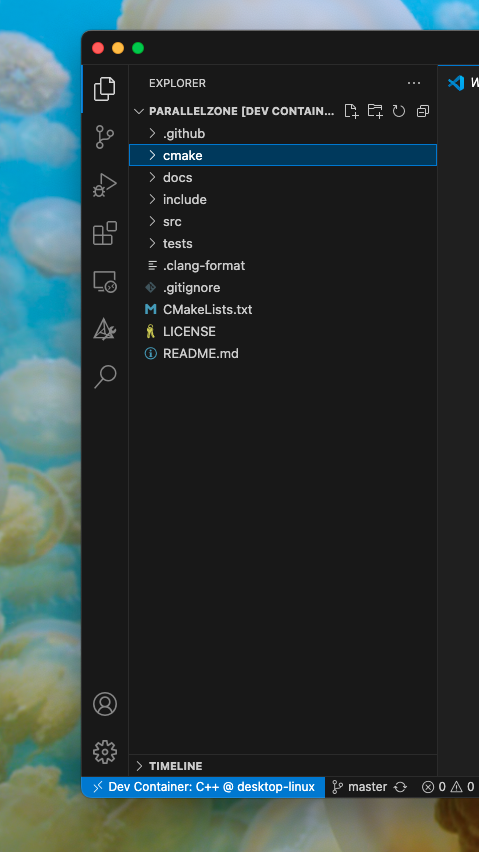 EXPLORER
W
PARALLELZONE [DEV CONTAIN...
.github
cmake
docs
include
src
tests
.clang-format
.gitignore
CMakeLists.txt
LICENSE
README.md
TIMELINE
Dev Container: C++ @ desktop-linux master 0 0